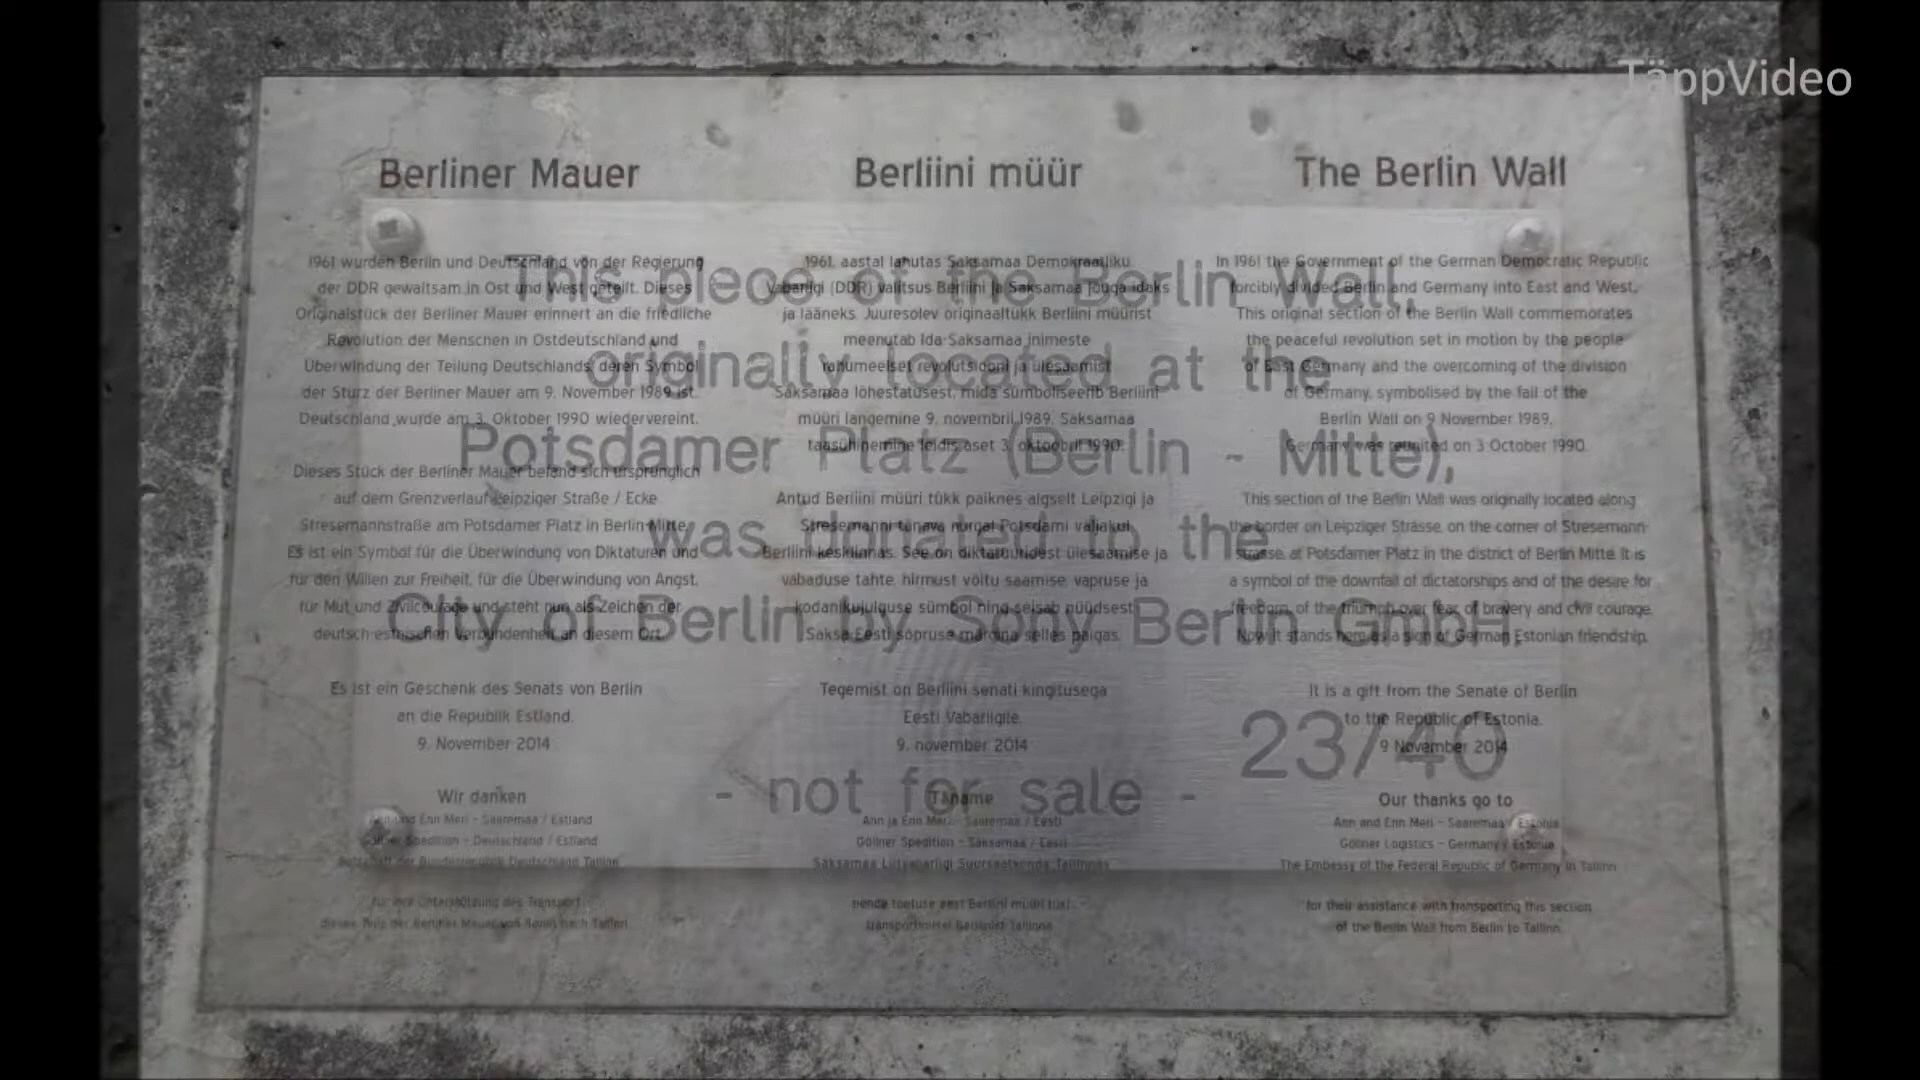 TäppVideo
Berliner Mauer
1961 wurden Berlin und Deutschland von der Regierung
der DDR gewaltsam in Ost und West geteilt. Dieses
Originalstück der Berliner Mauer erinnert an die friedliche
Revolution der Menschen in Ostdeutschland und
Überwindung der Teilung Deutschlands, deren Symbol
der Sturz der Berliner Mauer am 9. November 1989 ist.
Deutschland wurde am 3. Oktober 1990 wiedervereint.
Dieses Stück der Berliner Mauer befand sich ursprünglich
auf dem Grenzverlauf Leipziger Straße / Ecke
Stresemannstraße am Potsdamer Platz in Berlin Mitte.
Es ist ein Symbol für die Überwindung von Diktaturen und
für den Willen zur Freiheit, für die Überwindung von Angst,
für Mut und Zivilcourage und steht nun als Zeichen der
deutsch estnischen Verbundenheit an diesem Ort.
Es ist ein Geschenk des Senats von Berlin
an die Republik Estland.
9. November 2014
Wir danken
Ann und Enn Meri - Saaremaa / Estland
Göllner Spedition - Deutschland / Estland
Botschaft der Bundesrepublik Deutschland Tallinn
für ihre Unterstützung des Transport
dieses Teils der Berliner Mauer von Berlin nach Tallinn
Berliini müür
1961. aastal lahutas Saksamaa Demokraatliku
Vabariigi (DDR) valitsus Berliini ja Saksamaa jõuga idaks
ja lääneks. Juuresolev originaaltükk Berliini müürist
meenutab Ida-Saksamaa inimeste
rahumeelset revolutsiooni ja ülesaamist
Saksamaa lõhestatusest, mida sümboliseerib Berliini
müüri langemine 9. novembril 1989. Saksamaa
taasühinemine leidis aset 3. oktoobril 1990.
Antud Berliini müüri tükk paiknes algselt Leipzigi ja
Stresemanni tänava nurgal Potsdami väljakul
Berliini kesklinnas. See on diktatuuridest ülesaamise ja
vabaduse tahte, hirmust võitu saamise, vapruse ja
kodanikujulguse sümbol ning seisab nüüdsest
Saksa Eesti sõpruse märgina selles paigas.
Tegemist on Berliini senati kingitusega
Eesti Vabariigile.
9. november 2014
Täname
Ann ja Enn Meri - Saaremaa / Eesti
Göllner Spedition - Saksamaa / Eesti
Saksamaa Liitvabariigi Suursaatkonda Tallinnas
nende toetuse eest Berliini müüri tüki
transportimisel Berliinist Tallinna
The Berlin Wall
In 1961 the Government of the German Democratic Republic
forcibly divided Berlin and Germany into East and West.
This original section of the Berlin Wall commemorates
the peaceful revolution set in motion by the people
of East Germany and the overcoming of the division
of Germany, symbolised by the fall of the
Berlin Wall on 9 November 1989.
Germany was reunited on 3 October 1990.
This section of the Berlin Wall was originally located along
the border on Leipziger Strasse, on the corner of Stresemann-
strasse, at Potsdamer Platz in the district of Berlin Mitte. It is
a symbol of the downfall of dictatorships and of the desire for
freedom, of the triumph over fear, of bravery and civil courage.
Now it stands here as a sign of German Estonian friendship.
It is a gift from the Senate of Berlin
to the Republic of Estonia.
9 November 2014
Our thanks go to
Ann and Enn Meri - Saaremaa / Estonia
Göllner Logistics - Germany / Estonia
The Embassy of the Federal Republic of Germany in Tallinn
for their assistance with transporting this section
of the Berlin Wall from Berlin to Tallinn.
This piece of the Berlin Wall,
originally located at the
Potsdamer Platz (Berlin - Mitte),
was donated to the
City of Berlin by Sony Berlin GmbH.
23/40
- not for sale -